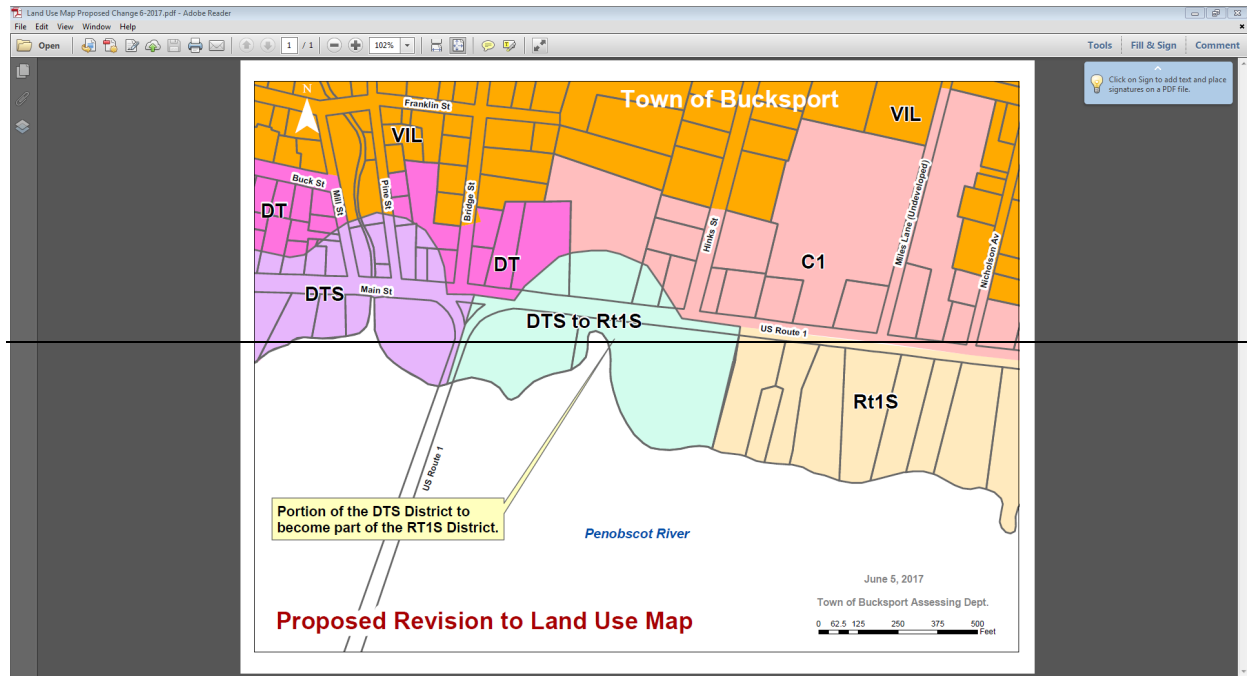 Land Use Map Proposed Change 6-2017.pdf - Adobe Reader
File Edit View Window Help
Open
1 / 1
102%
Tools Fill & Sign Comment
Click on Sign to add text and place
signatures on a PDF file.
N
Franklin St
Town of Bucksport
VIL
VIL
Buck St
Mill St
Pine St
Bridge St
DT
DT
Hinks St
Miles Lane (Undeveloped)
Nicholson Av
C1
DTS
Main St
DTS to Rt1S
US Route 1
Rt1S
US Route 1
Portion of the DTS District to
become part of the RT1S District.
Penobscot River
June 5, 2017
Town of Bucksport Assessing Dept.
Proposed Revision to Land Use Map
0 62.5 125 250 375 500
Feet